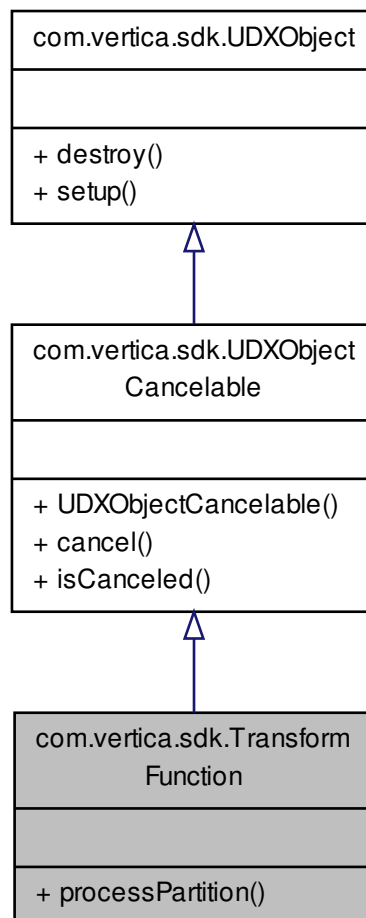 com.vertica.sdk.UDXObject
+ destroy()
+ setup()
com.vertica.sdk.UDXObject
Cancelable
+ UDXObjectCancelable()
+ cancel()
+ isCanceled()
com.vertica.sdk.Transform
Function
+ processPartition()